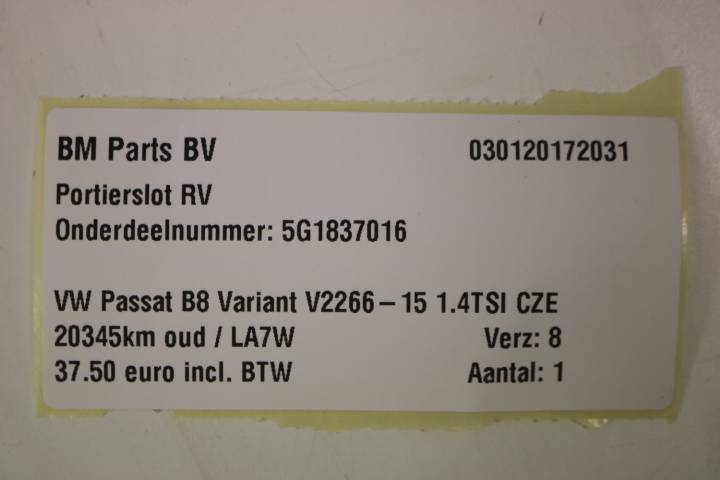 BM Parts BV 030120172031
Portierslot RV
Onderdeelnummer: 5G1837016
VW Passat B8 Variant V2266-15 1.4TSI CZE
20345km oud / LA7W Verz: 8
37.50 euro incl. BTW Aantal: 1